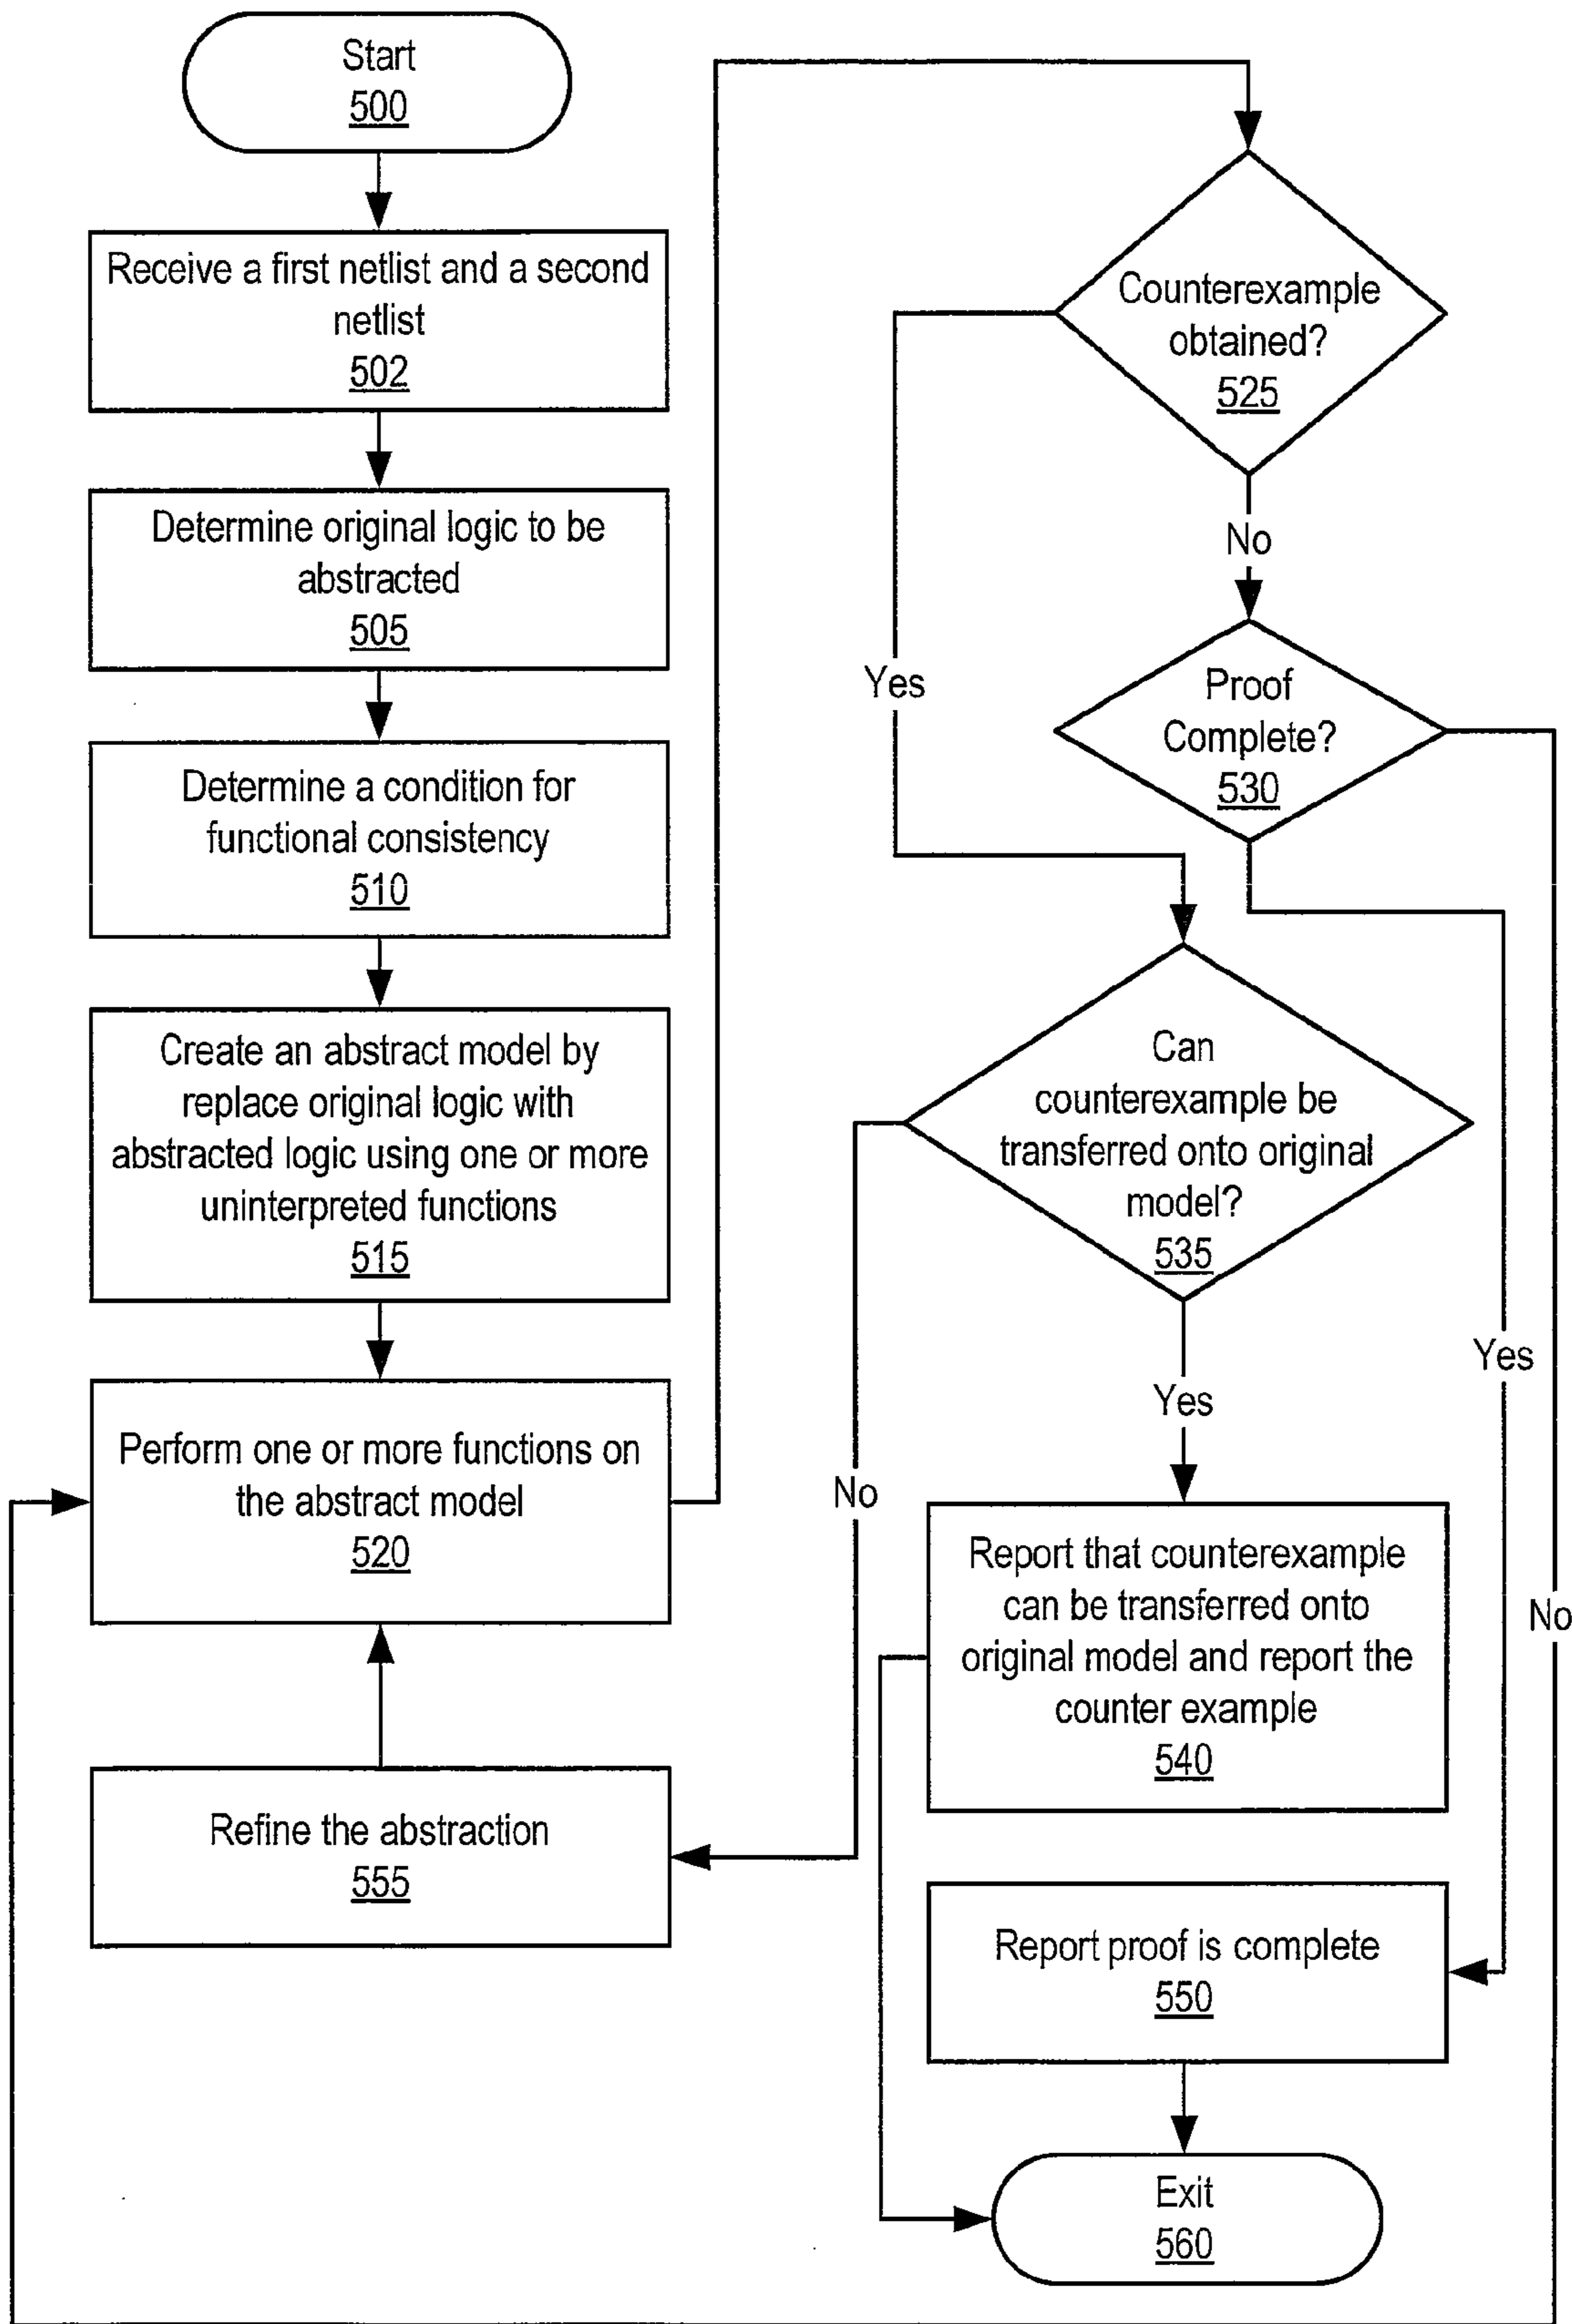 Start
500
Receive a first netlist and a second
netlist
502
Determine original logic to be
abstracted
505
Determine a condition for
functional consistency
510
Create an abstract model by
replace original logic with
abstracted logic using one or more
uninterpreted functions
515
Perform one or more functions on
the abstract model
520
Refine the abstraction
555
Counterexample
obtained?
525
No
Yes
Proof
Complete?
530
Can
counterexample be
transferred onto original
model?
535
Yes
Yes
No
No
Report that counterexample
can be transferred onto
original model and report the
counter example
540
Report proof is complete
550
Exit
560